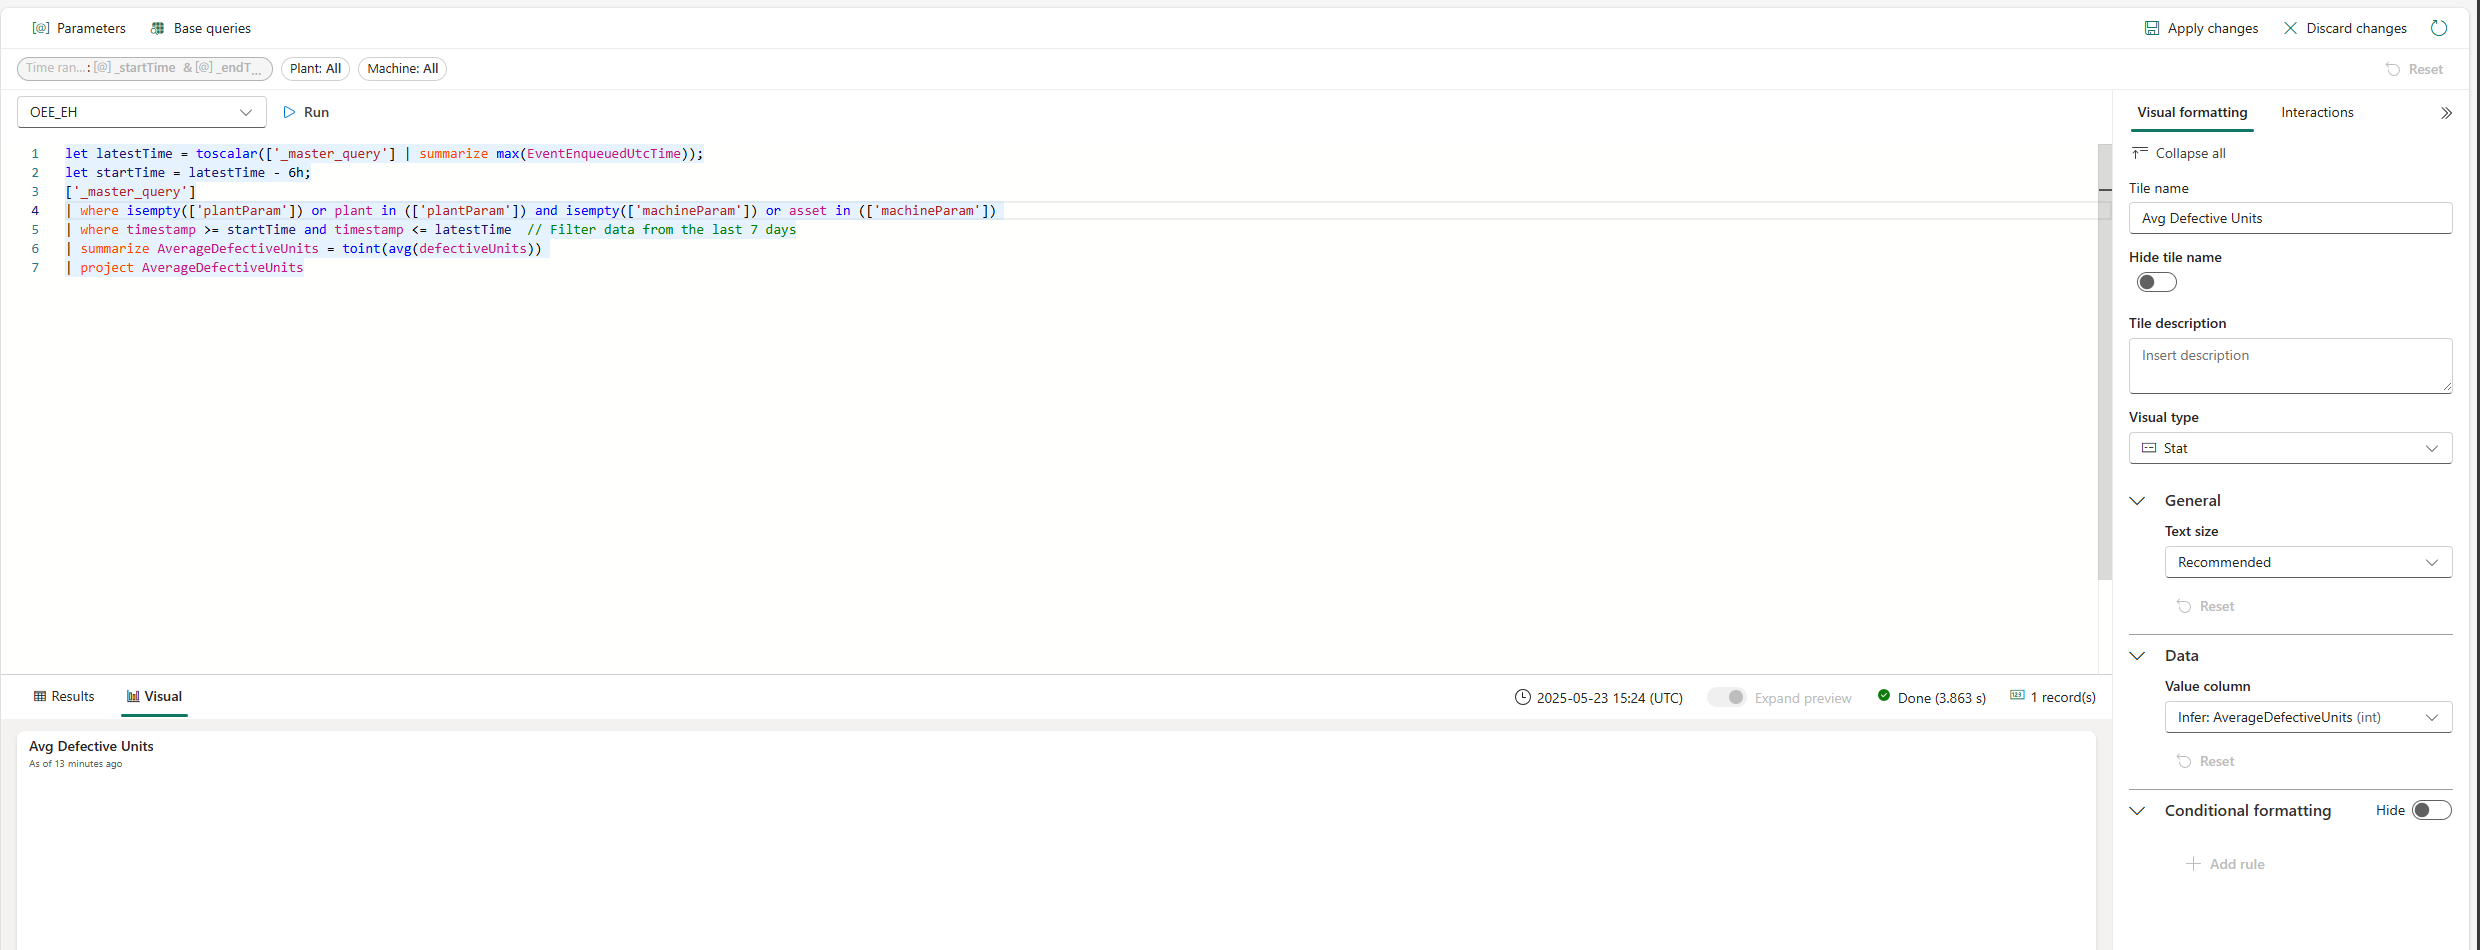 Parameters Base queries Apply changes Discard changes
Time ran...: [@] _startTime & [@] _endT... Plant: All Machine: All Reset
OEE_EH Run Visual formatting Interactions
1 let latestTime = toscalar(['_master_query'] | summarize max(EventEnqueuedUtcTime));
2 let startTime = latestTime - 6h;
3 ['_master_query']
4 | where isempty(['plantParam']) or plant in (['plantParam']) and isempty(['machineParam']) or asset in (['machineParam'])
5 | where timestamp >= startTime and timestamp <= latestTime // Filter data from the last 7 days
6 | summarize AverageDefectiveUnits = toint(avg(defectiveUnits))
7 | project AverageDefectiveUnits
Collapse all
Tile name
Avg Defective Units
Hide tile name
Tile description
Insert description
Visual type
Stat
General
Text size
Recommended
Reset
Data
Value column
Infer: AverageDefectiveUnits (int)
Reset
Conditional formatting Hide
Add rule
Results Visual 2025-05-23 15:24 (UTC) Expand preview Done (3.863 s) 1 record(s)
Avg Defective Units
As of 13 minutes ago